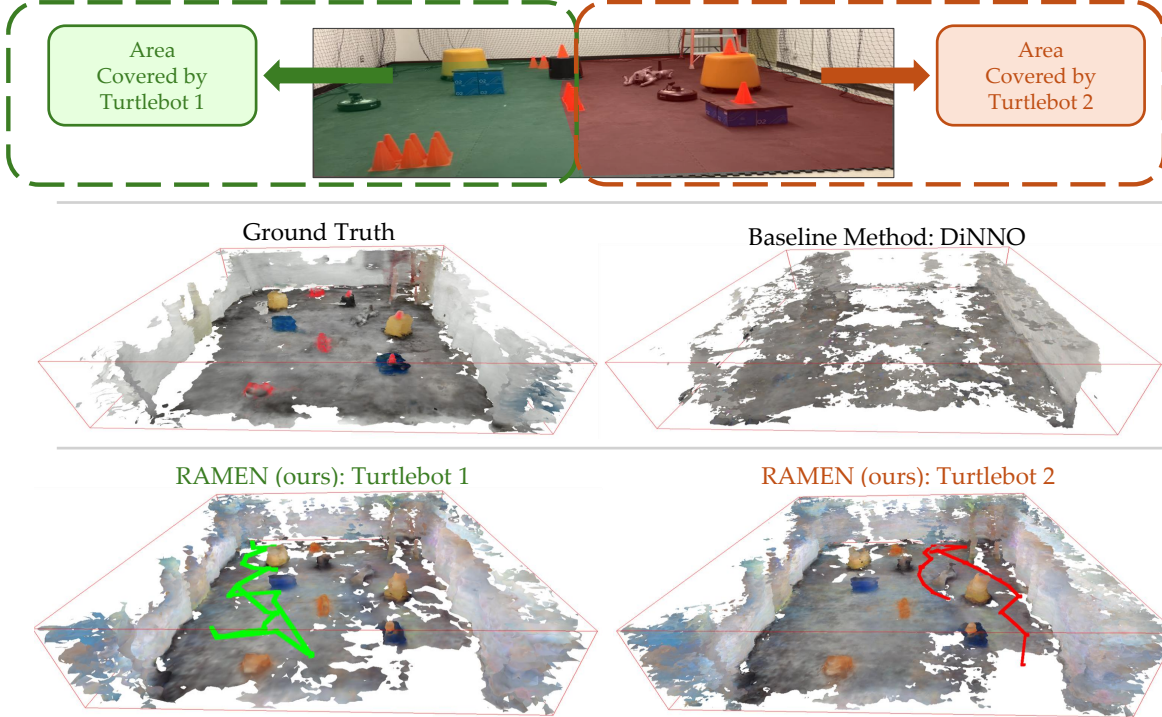 Area
Covered by
Turtlebot 1
Area
Covered by
Turtlebot 2
Ground Truth
Baseline Method: DiNNO
RAMEN (ours): Turtlebot 1
RAMEN (ours): Turtlebot 2